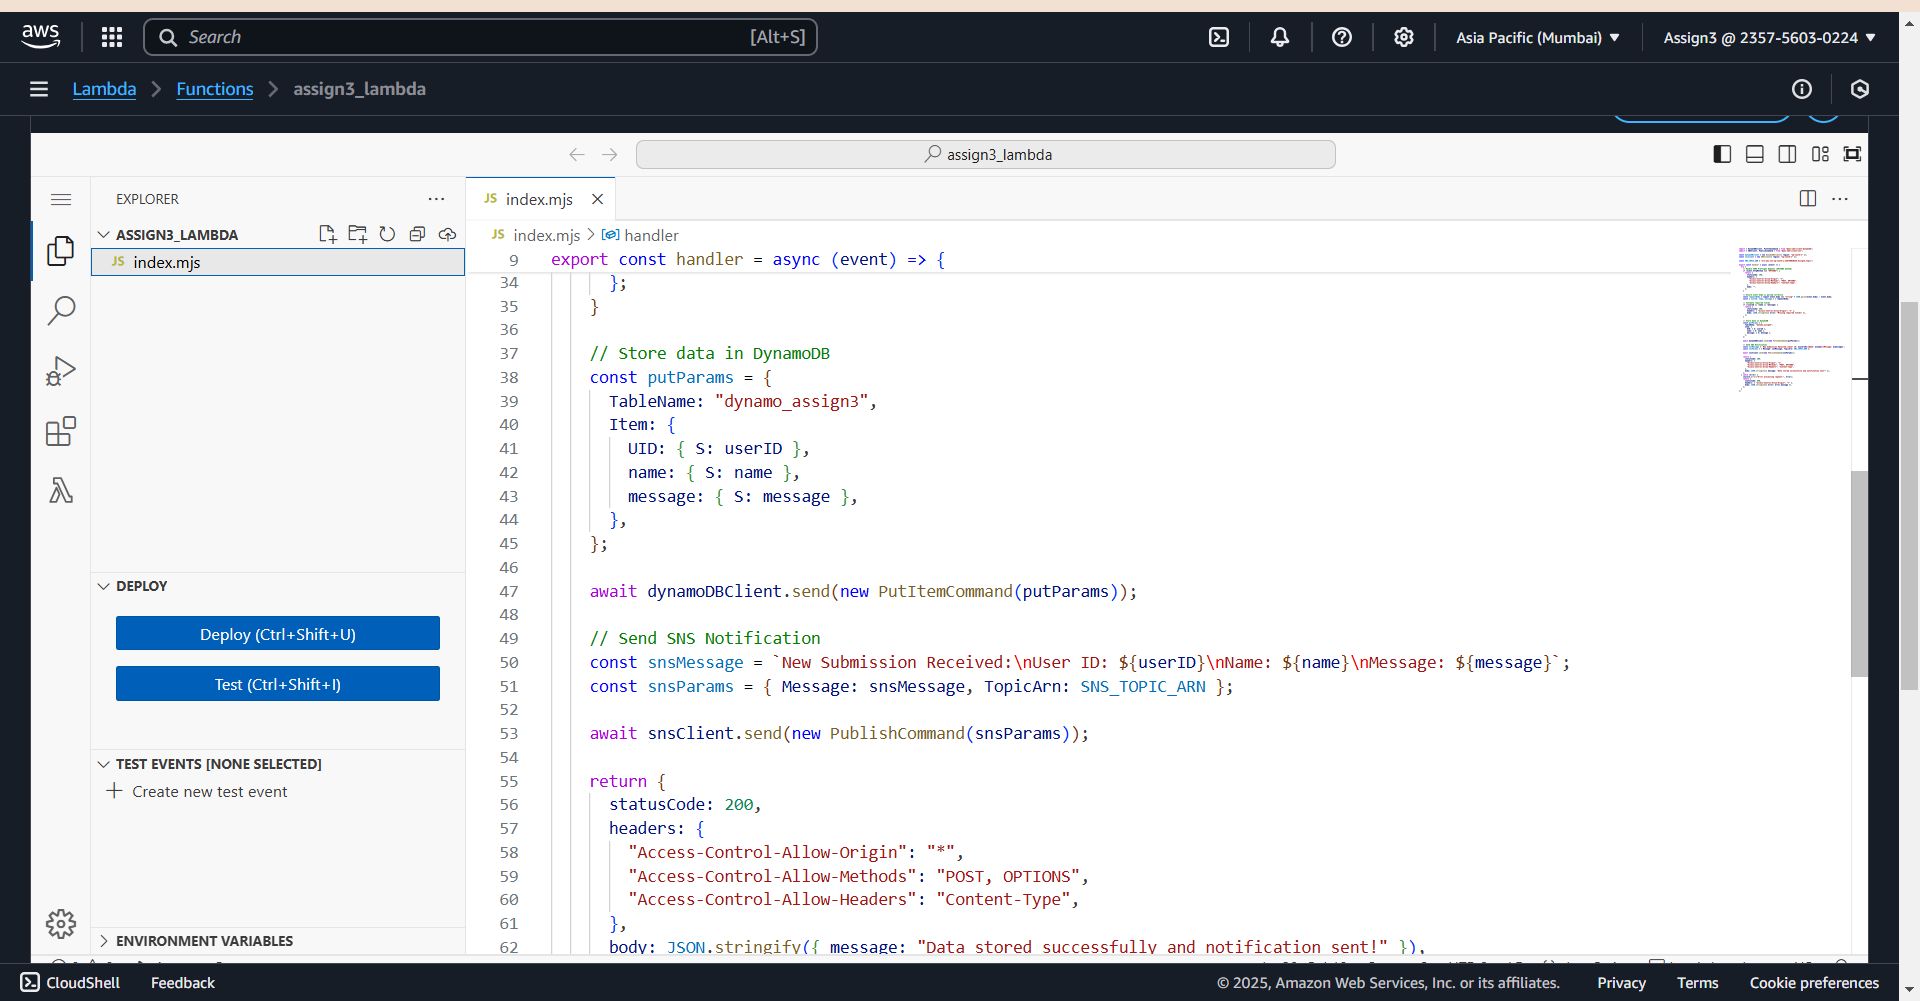 aws
Search
[Alt+S]
Asia Pacific (Mumbai)
Assign3 @ 2357-5603-0224
Lambda
Functions
assign3_lambda
assign3_lambda
EXPLORER
ASSIGN3_LAMBDA
JS index.mjs
DEPLOY
Deploy (Ctrl+Shift+U)
Test (Ctrl+Shift+I)
TEST EVENTS [NONE SELECTED]
Create new test event
ENVIRONMENT VARIABLES
JS index.mjs
JS index.mjs > handler
9 export const handler = async (event) => {
34 };
35 }
36
37 // Store data in DynamoDB
38 const putParams = {
39 TableName: "dynamo_assign3",
40 Item: {
41 UID: { S: userID },
42 name: { S: name },
43 message: { S: message },
44 },
45 };
46
47 await dynamoDBClient.send(new PutItemCommand(putParams));
48
49 // Send SNS Notification
50 const snsMessage = `New Submission Received:\nUser ID: ${userID}\nName: ${name}\nMessage: ${message}`;
51 const snsParams = { Message: snsMessage, TopicArn: SNS_TOPIC_ARN };
52
53 await snsClient.send(new PublishCommand(snsParams));
54
55 return {
56 statusCode: 200,
57 headers: {
58 "Access-Control-Allow-Origin": "*",
59 "Access-Control-Allow-Methods": "POST, OPTIONS",
60 "Access-Control-Allow-Headers": "Content-Type",
61 },
62 body: JSON.stringify({ message: "Data stored successfully and notification sent!" }),
CloudShell
Feedback
© 2025, Amazon Web Services, Inc. or its affiliates.
Privacy
Terms
Cookie preferences